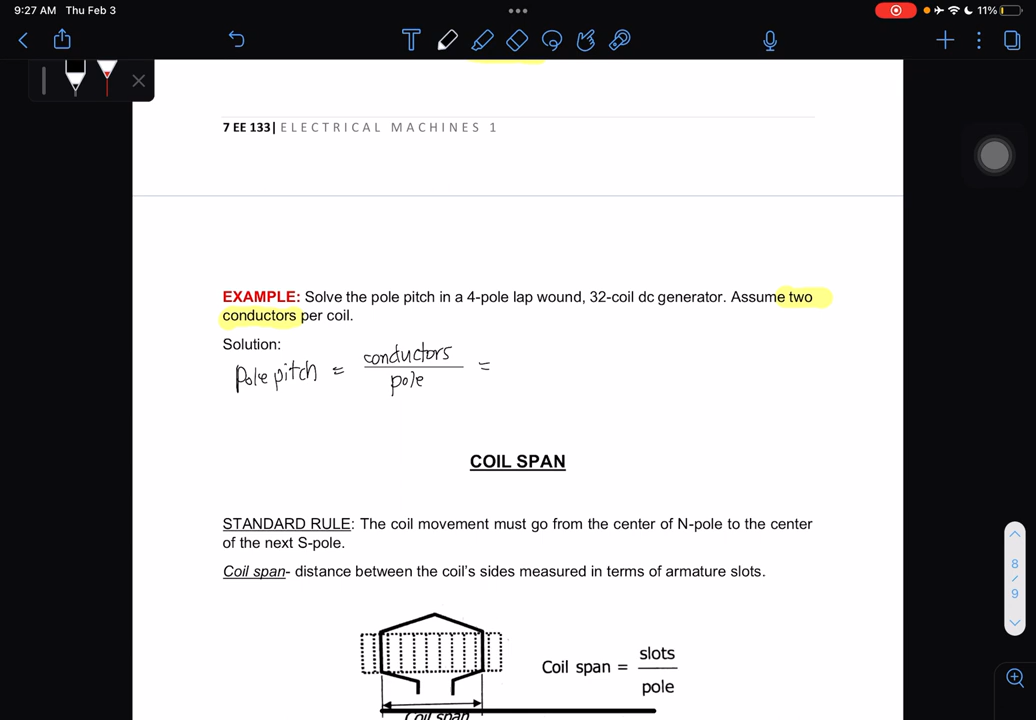 9:27 AM Thu Feb 3
11%
7 EE 133| ELECTRICAL MACHINES 1
EXAMPLE: Solve the pole pitch in a 4-pole lap wound, 32-coil dc generator. Assume two
conductors per coil.
Solution:
Pole pitch = conductors =
pole
COIL SPAN
STANDARD RULE: The coil movement must go from the center of N-pole to the center
of the next S-pole.
Coil span- distance between the coil's sides measured in terms of armature slots.
8
/
9
Coil span = slots
pole
Coil span